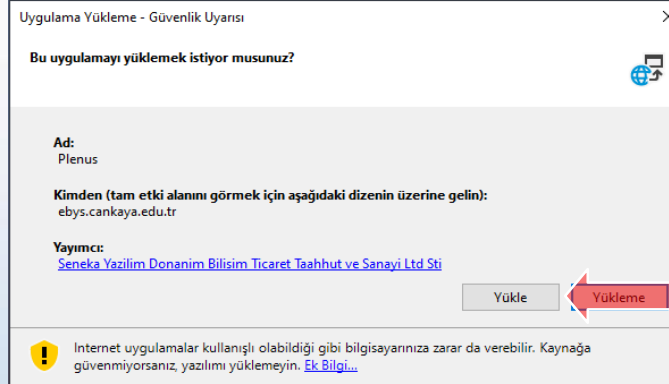 Uygulama Yükleme - Güvenlik Uyarısı
Bu uygulamayı yüklemek istiyor musunuz?
Ad:
Plenus
Kimden (tam etki alanını görmek için aşağıdaki dizenin üzerine gelin):
ebys.cankaya.edu.tr
Yayımcı:
Seneka Yazilim Donanim Bilisim Ticaret Taahhut ve Sanayi Ltd Sti
Yükle Yükleme
Internet uygulamalar kullanışlı olabildiği gibi bilgisayarınıza zarar da verebilir. Kaynağa
güvenmiyorsanız, yazılımı yüklemeyin. Ek Bilgi...